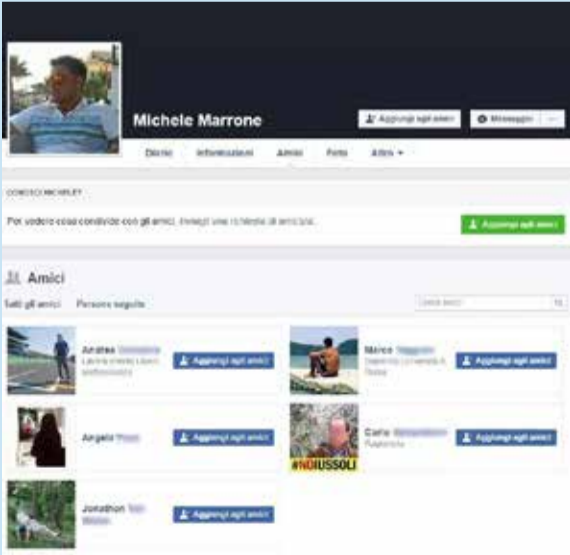 Michele Marrone
Aggiungi agli amici
Messaggio
Diario Informazioni Amici Foto Altro
CONOSCI MICHELE?
Per vedere cosa condivide con gli amici, inviagli una richiesta di amicizia.
Aggiungi agli amici
Amici
Tutti gli amici Persone seguite
Cerca amici
Andrea
Aggiungi agli amici
Marco
Aggiungi agli amici
Angelo
Aggiungi agli amici
Carlo
Aggiungi agli amici
#NOIUSSOLI
Jonathan
Aggiungi agli amici